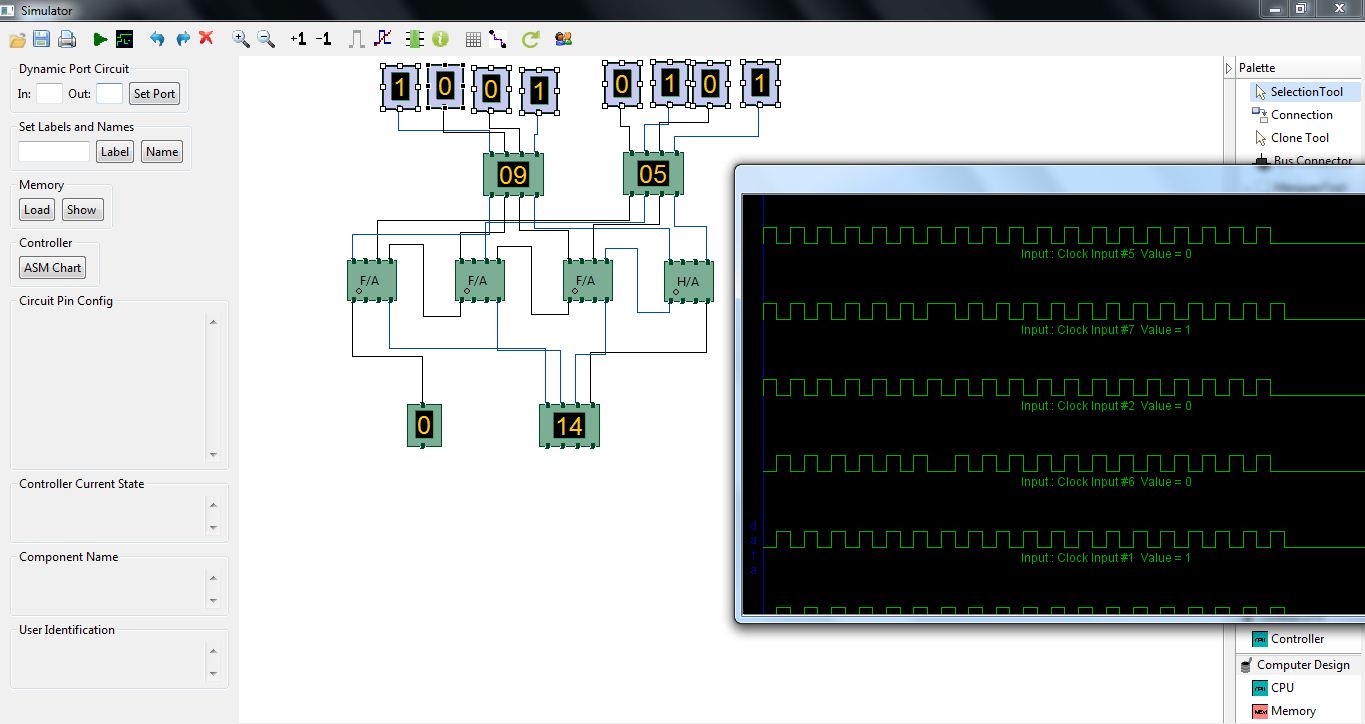 Simulator
+1 -1
Dynamic Port Circuit
In: Out: Set Port
Set Labels and Names
Label Name
Memory
Load Show
Controller
ASM Chart
Circuit Pin Config
Controller Current State
Component Name
User Identification
1 0 0 1 0 1 0 1
09 05
F/A F/A F/A H/A
0 14
Palette
SelectionTool
Connection
Clone Tool
Bus Connector
Input : Clock Input #5 Value = 0
Input : Clock Input #7 Value = 1
Input : Clock Input #2 Value = 0
Input : Clock Input #6 Value = 0
Input : Clock Input #1 Value = 1
d
a
t
a
Controller
Computer Design
CPU
Memory